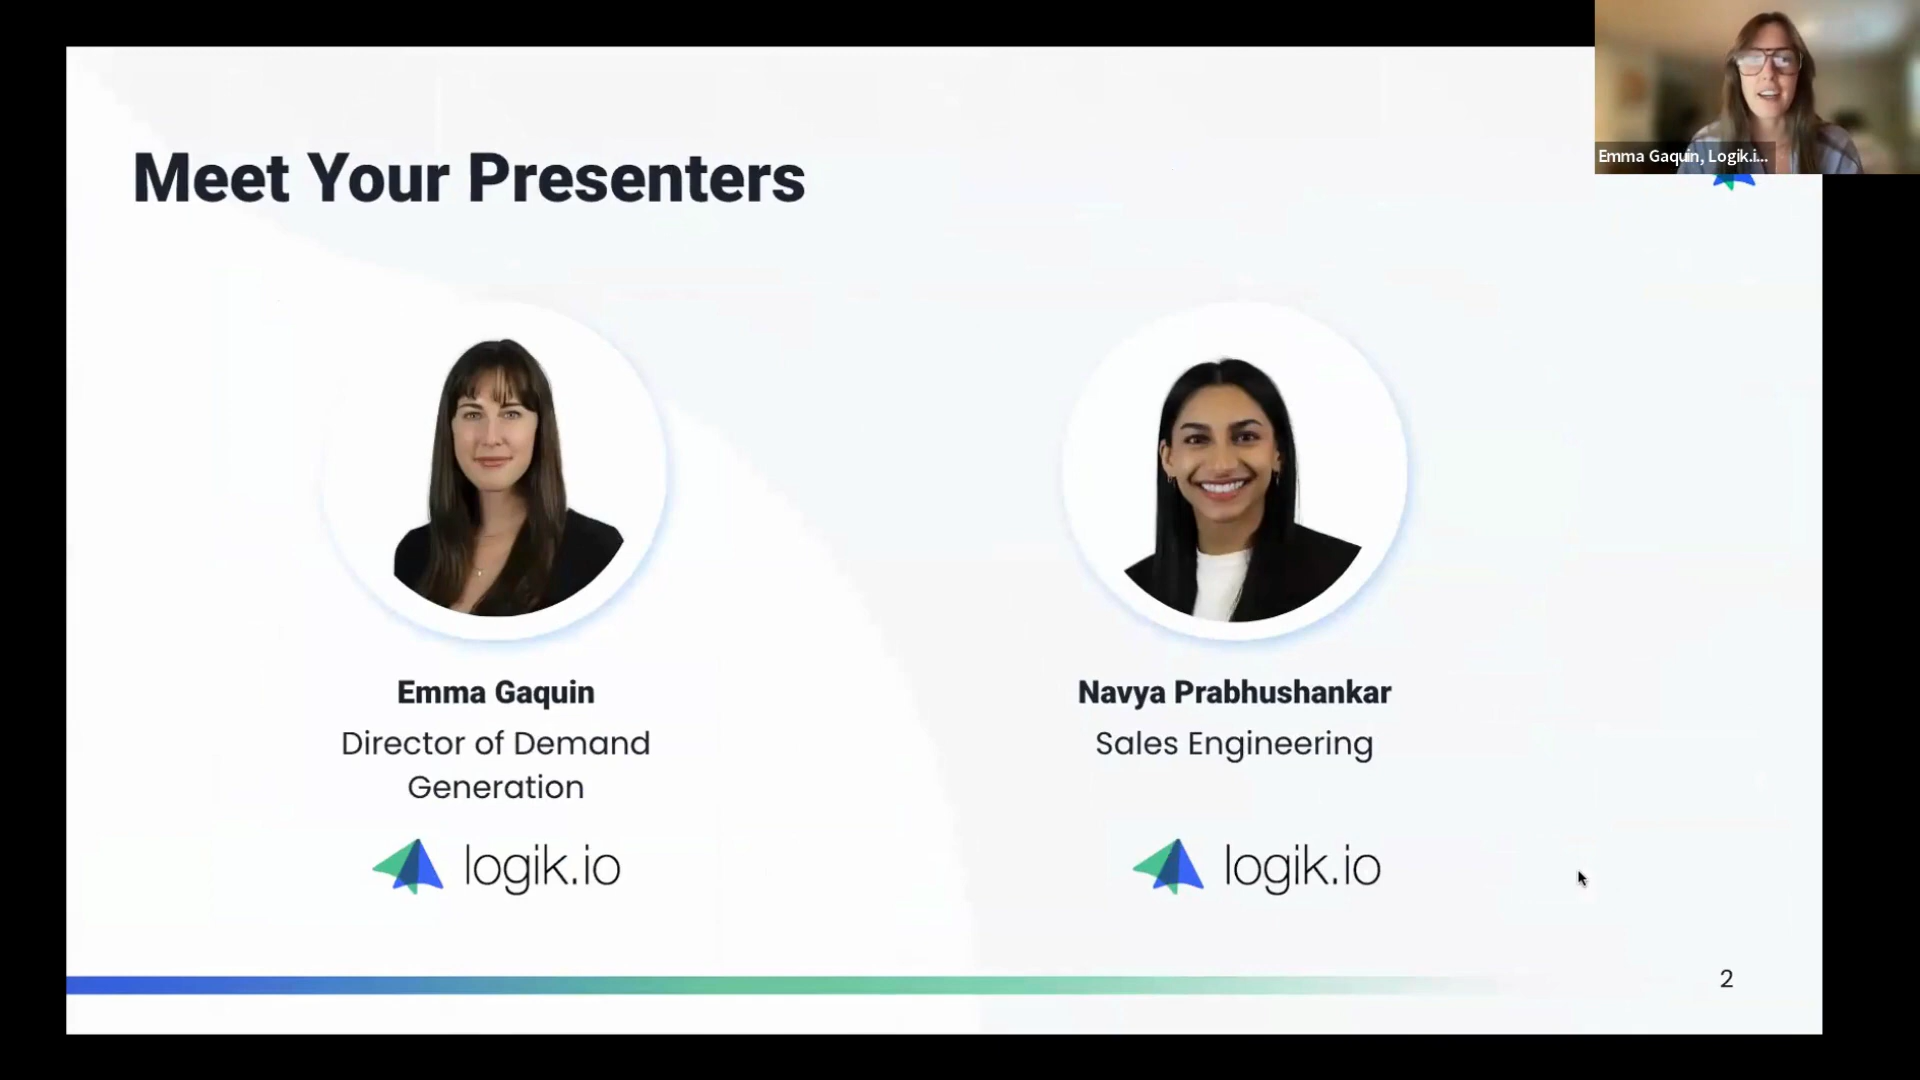 Emma Gaquin, Logik.i...
Meet Your Presenters
Emma Gaquin
Director of Demand
Generation
logik.io
Navya Prabhushankar
Sales Engineering
logik.io
2